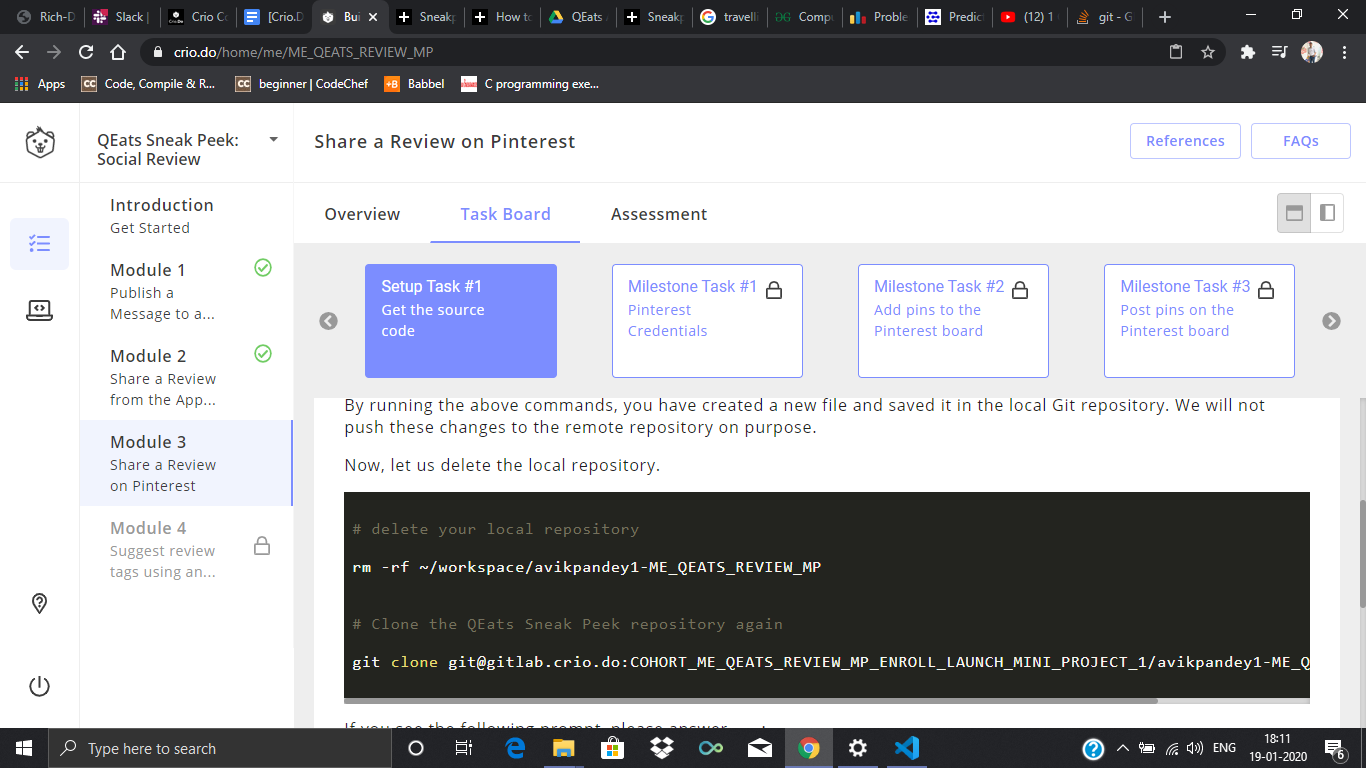 Rich-D
Slack |
Crio Co
[Crio.D
Bui
Sneakp
How to
QEats
Sneakp
travelli
Comp
Proble
Predic
(12) 1
git - G
crio.do/home/me/ME_QEATS_REVIEW_MP
Apps
Code, Compile & R...
beginner | CodeChef
Babbel
C programming exe...
QEats Sneak Peek:
Social Review
Share a Review on Pinterest
References
FAQs
Introduction
Get Started
Module 1
Publish a
Message to a...
Module 2
Share a Review
from the App...
Module 3
Share a Review
on Pinterest
Module 4
Suggest review
tags using an...
Overview
Task Board
Assessment
Setup Task #1
Get the source
code
Milestone Task #1
Pinterest
Credentials
Milestone Task #2
Add pins to the
Pinterest board
Milestone Task #3
Post pins on the
Pinterest board
By running the above commands, you have created a new file and saved it in the local Git repository. We will not
push these changes to the remote repository on purpose.
Now, let us delete the local repository.
# delete your local repository
rm -rf ~/workspace/avikpandey1-ME_QEATS_REVIEW_MP
# Clone the QEats Sneak Peek repository again
git clone git@gitlab.crio.do:COHORT_ME_QEATS_REVIEW_MP_ENROLL_LAUNCH_MINI_PROJECT_1/avikpandey1-ME_Q
If you see the following prompt, please answer
Type here to search
ENG
18:11
19-01-2020
6